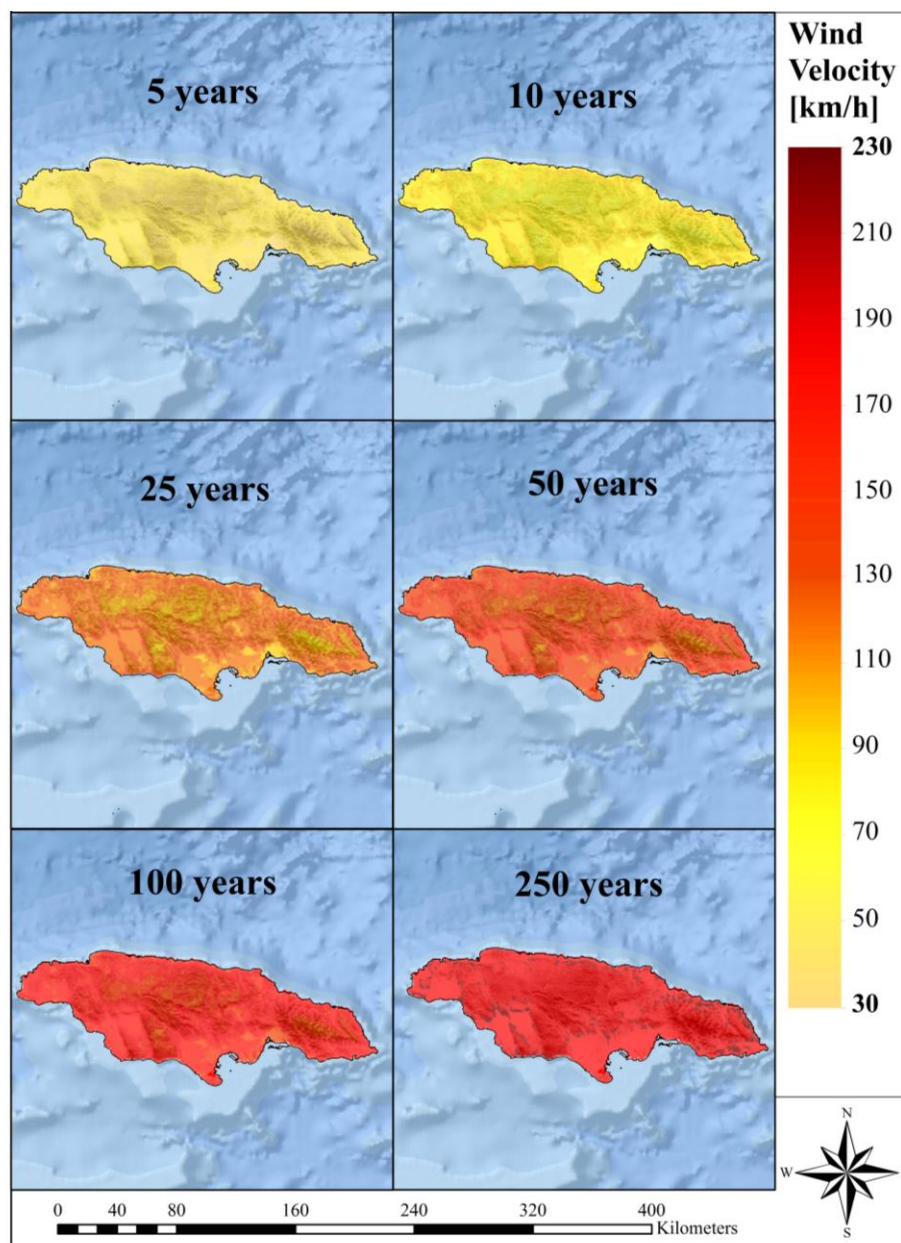 5 years
10 years
25 years
50 years
100 years
250 years
Wind
Velocity
[km/h]
230
210
190
170
150
130
110
90
70
50
30
N
W
S
0 40 80 160 240 320 400
Kilometers